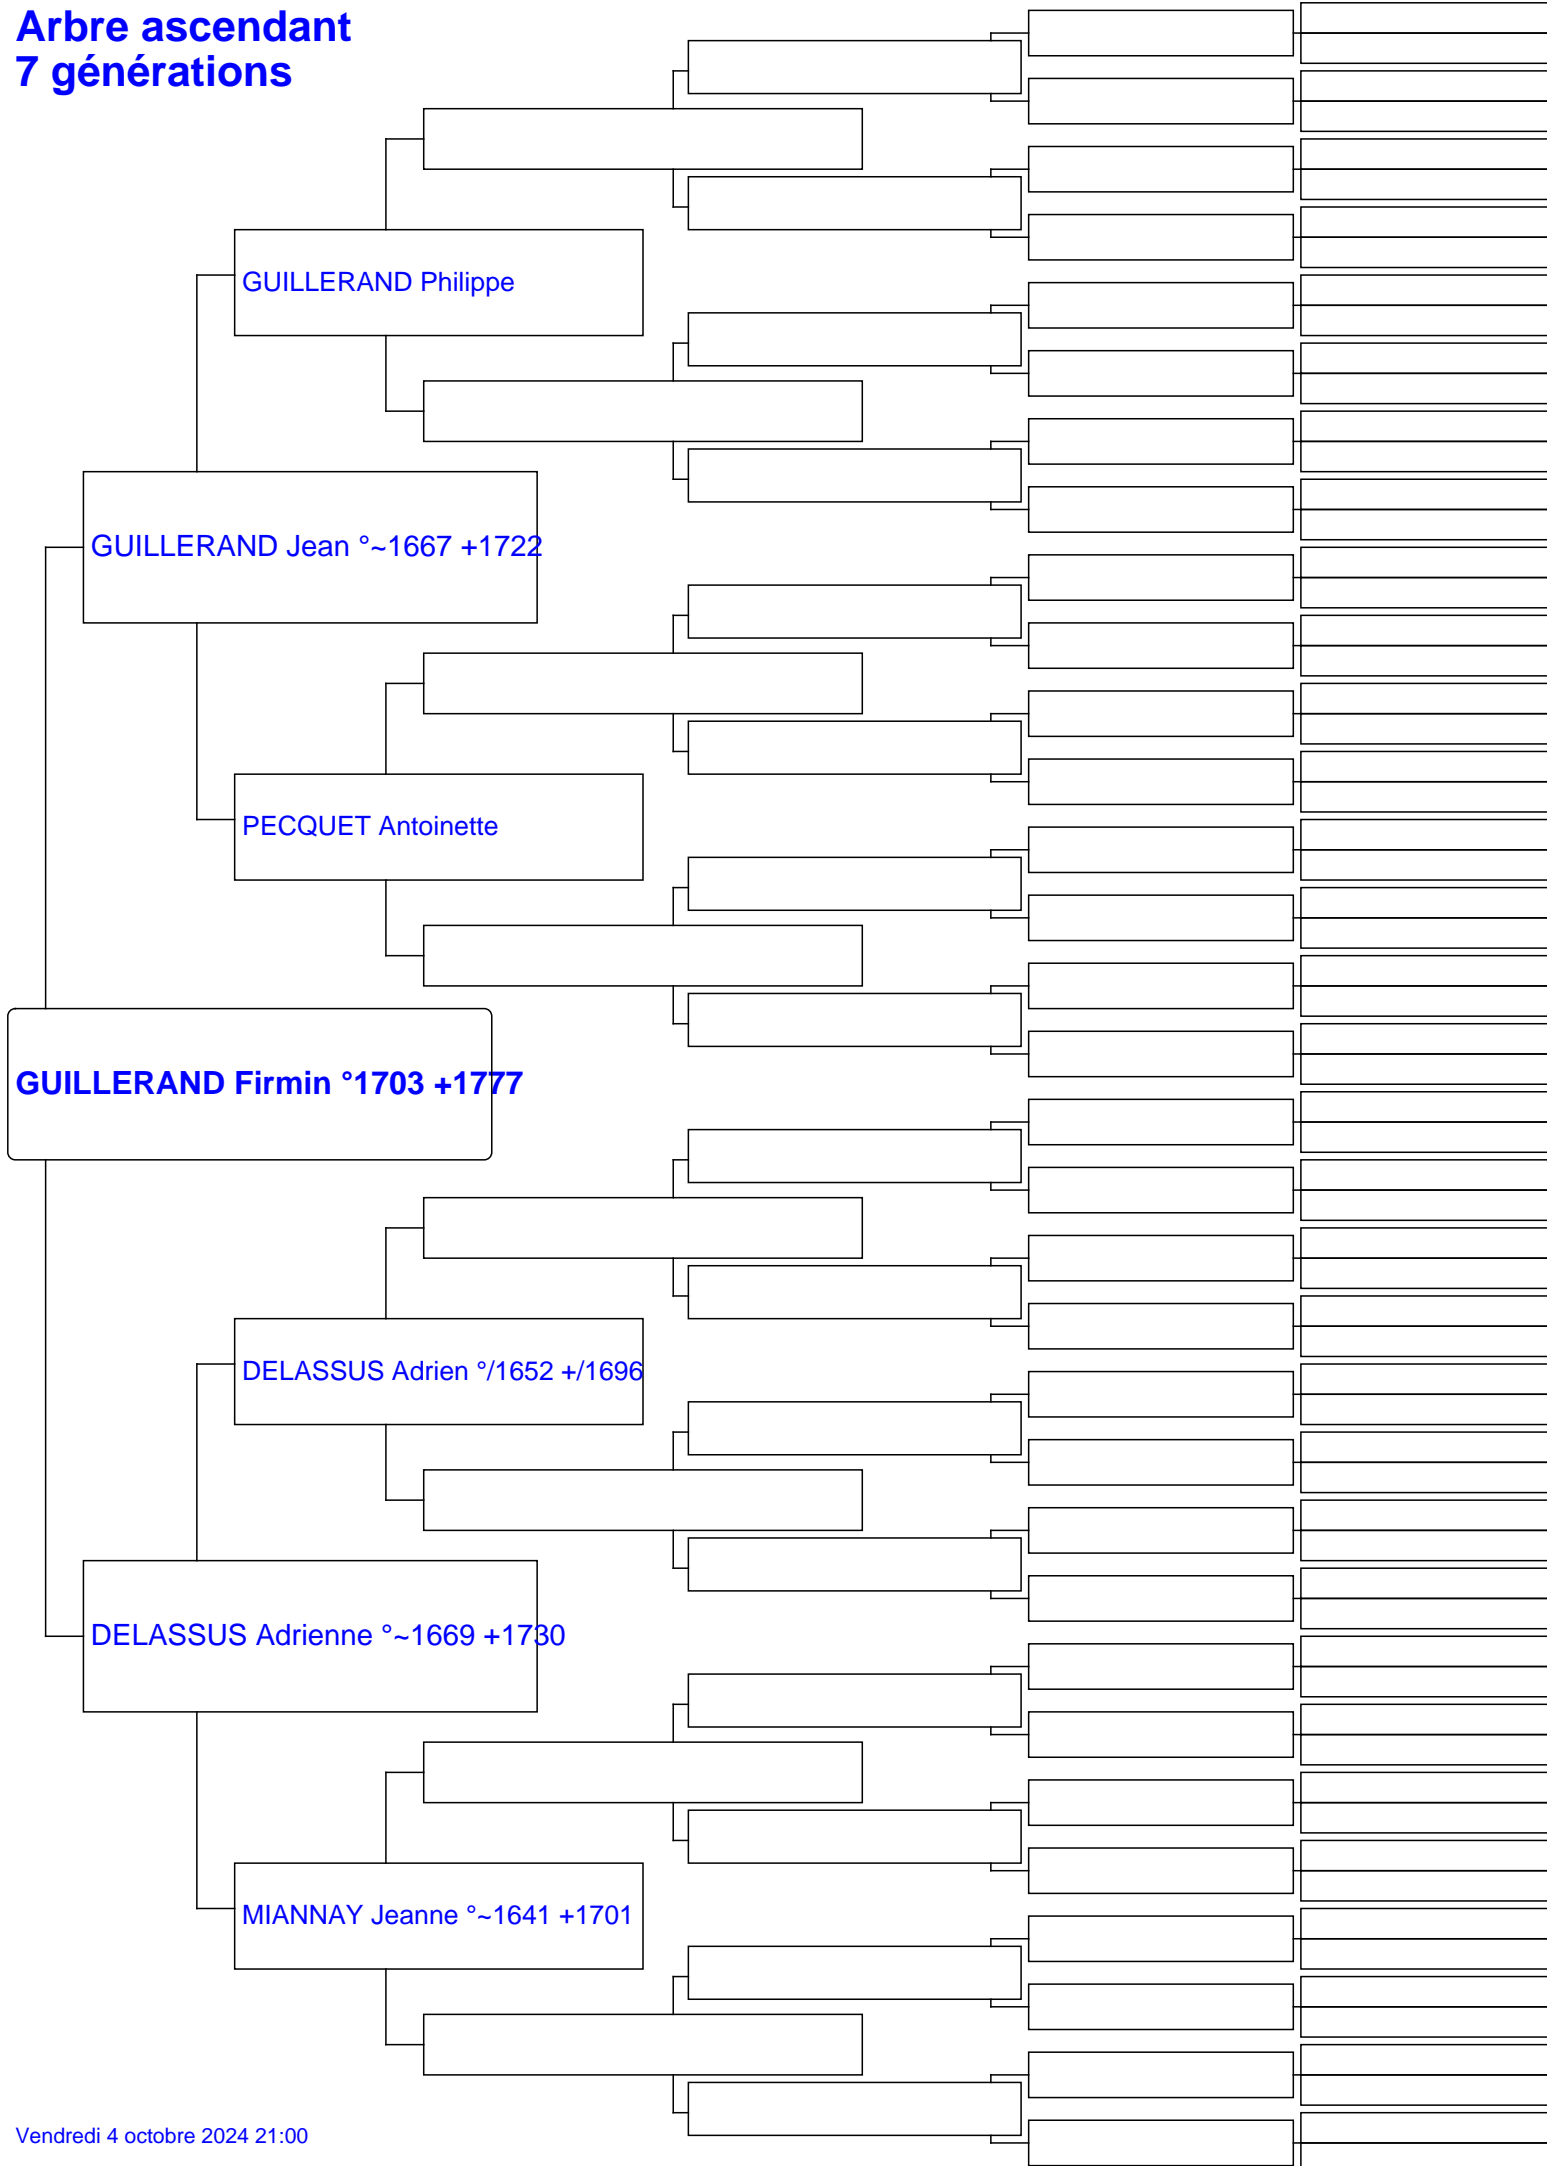 Arbre ascendant
7 générations
GUILLERAND Philippe
GUILLERAND Jean °~1667 +1722
PECQUET Antoinette
GUILLERAND Firmin °1703 +1777
DELASSUS Adrien °/1652 +/1696
DELASSUS Adrienne °~1669 +1730
MIANNAY Jeanne °~1641 +1701
Vendredi 4 octobre 2024 21:00